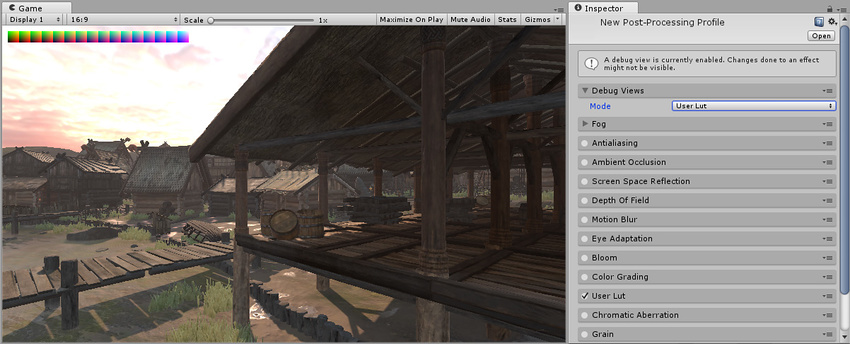 Game
Display 1
16:9
Scale
1x
Maximize On Play
Mute Audio
Stats
Gizmos
Inspector
New Post-Processing Profile
Open
A debug view is currently enabled. Changes done to an effect
might not be visible.
Debug Views
Mode
User Lut
Fog
Antialiasing
Ambient Occlusion
Screen Space Reflection
Depth Of Field
Motion Blur
Eye Adaptation
Bloom
Color Grading
User Lut
Chromatic Aberration
Grain